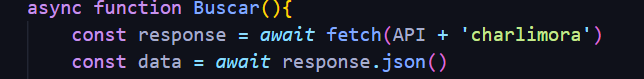 async function Buscar(){
const response = await fetch(API + 'charlimora')
const data = await response.json()